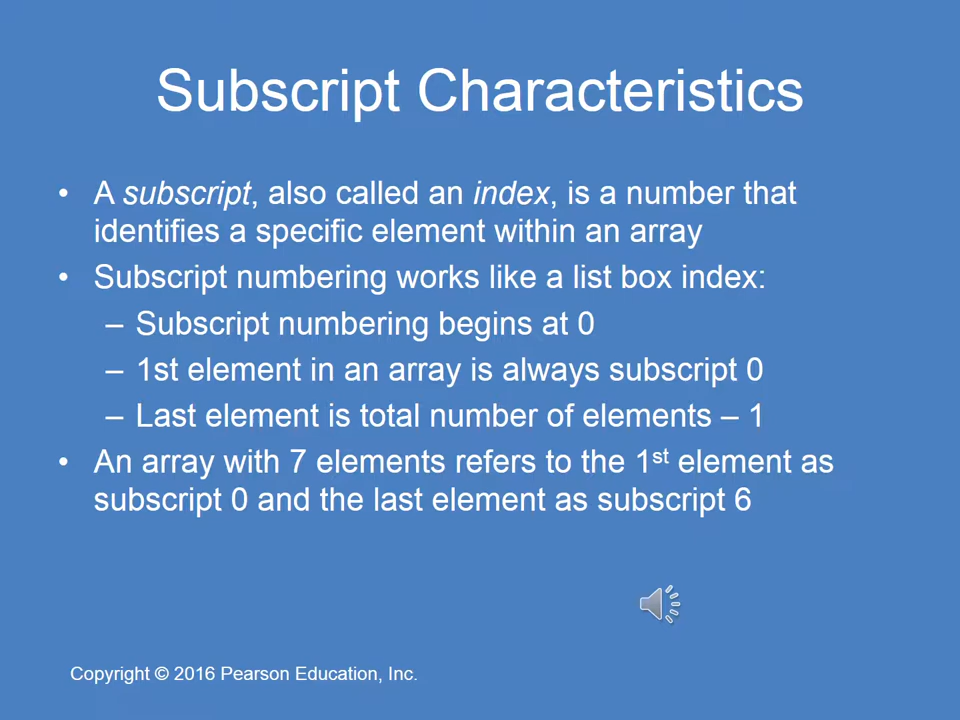 Subscript Characteristics
• A subscript, also called an index, is a number that
identifies a specific element within an array
• Subscript numbering works like a list box index:
– Subscript numbering begins at 0
– 1st element in an array is always subscript 0
– Last element is total number of elements – 1
• An array with 7 elements refers to the 1st element as
subscript 0 and the last element as subscript 6
Copyright © 2016 Pearson Education, Inc.